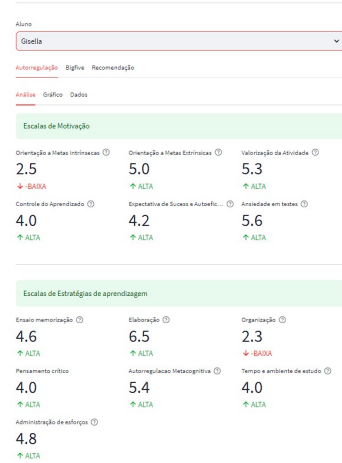 Aluno
Gisella
Autorregulação Bigfive Recomendação
Análise Gráfico Dados
Escalas de Motivação
Orientação a Metas Intrínsecas Orientação a Metas Extrínsicas Valorização da Atividade
2.5 5.0 5.3
-BAIXA ALTA ALTA
Controle do Aprendizado Expectativa de Sucess e Autoefic... Ansiedade em testes
4.0 4.2 5.6
ALTA ALTA ALTA
Escalas de Estratégias de aprendizagem
Ensaio memorização Elaboração Organização
4.6 6.5 2.3
ALTA ALTA -BAIXA
Pensamento crítico Autorregulacao Metacognitiva Tempo e ambiente de estudo
4.0 5.4 4.0
ALTA ALTA ALTA
Administração de esforços
4.8
ALTA